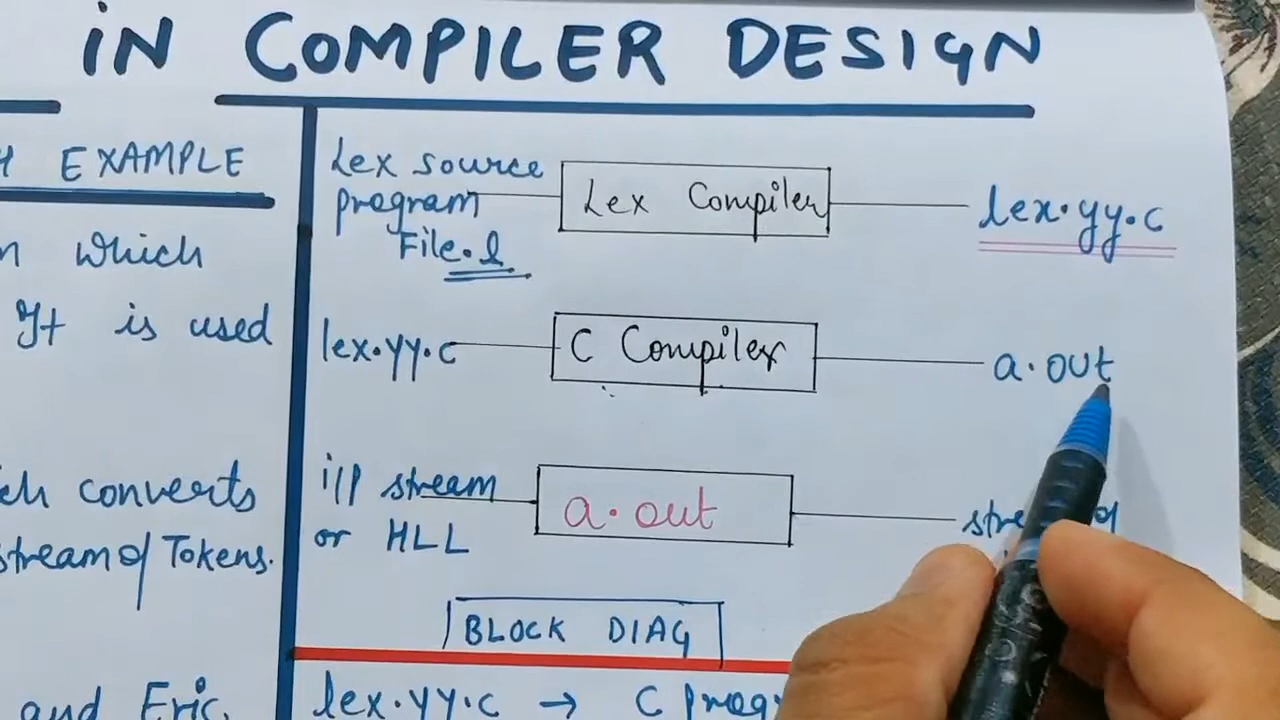 IN COMPILER DESIGN
EXAMPLE
which
It is used
converts
stream of Tokens.
and Eric.
Lex source
program
File.l
Lex Compiler
lex.yy.c
lex.yy.c
C Compiler
a.out
i/p stream
or HLL
a.out
of
BLOCK DIAG
lex.yy.c → C